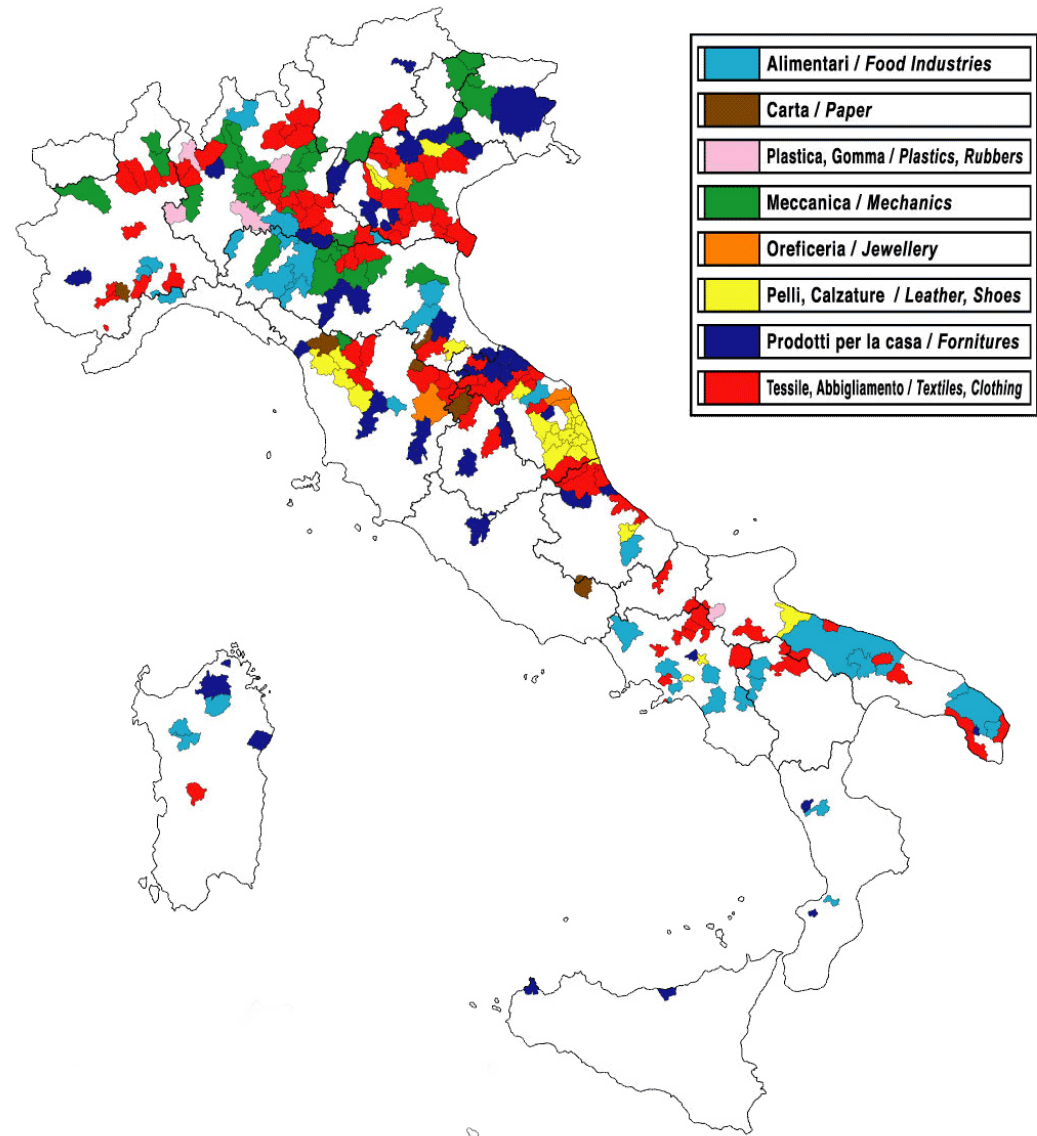 Alimentari / Food Industries
Carta / Paper
Plastica, Gomma / Plastics, Rubbers
Meccanica / Mechanics
Oreficeria / Jewellery
Pelli, Calzature / Leather, Shoes
Prodotti per la casa / Fornitures
Tessile, Abbigliamento / Textiles, Clothing